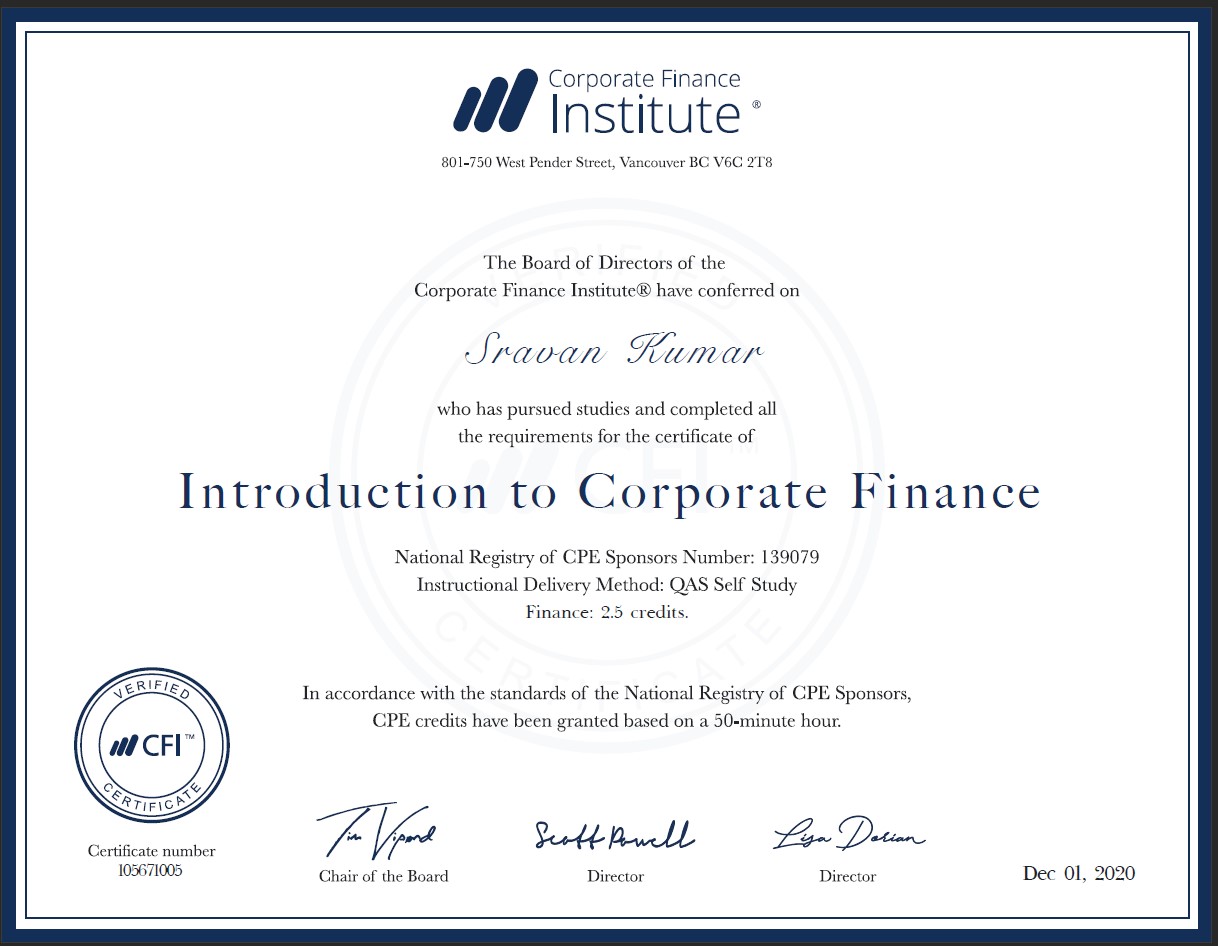 Corporate Finance
Institute ®
801-750 West Pender Street, Vancouver BC V6C 2T8
The Board of Directors of the
Corporate Finance Institute® have conferred on
Sravan Kumar
who has pursued studies and completed all
the requirements for the certificate of
Introduction to Corporate Finance
National Registry of CPE Sponsors Number: 139079
Instructional Delivery Method: QAS Self Study
Finance: 2.5 credits.
In accordance with the standards of the National Registry of CPE Sponsors,
CPE credits have been granted based on a 50-minute hour.
VERIFIED
CFI™
CERTIFICATE
Certificate number
105671005
Tim Vipond
Chair of the Board
Scott Powell
Director
Lisa Dorian
Director
Dec 01, 2020
VERIFIED
CFI™
CERTIFICATE